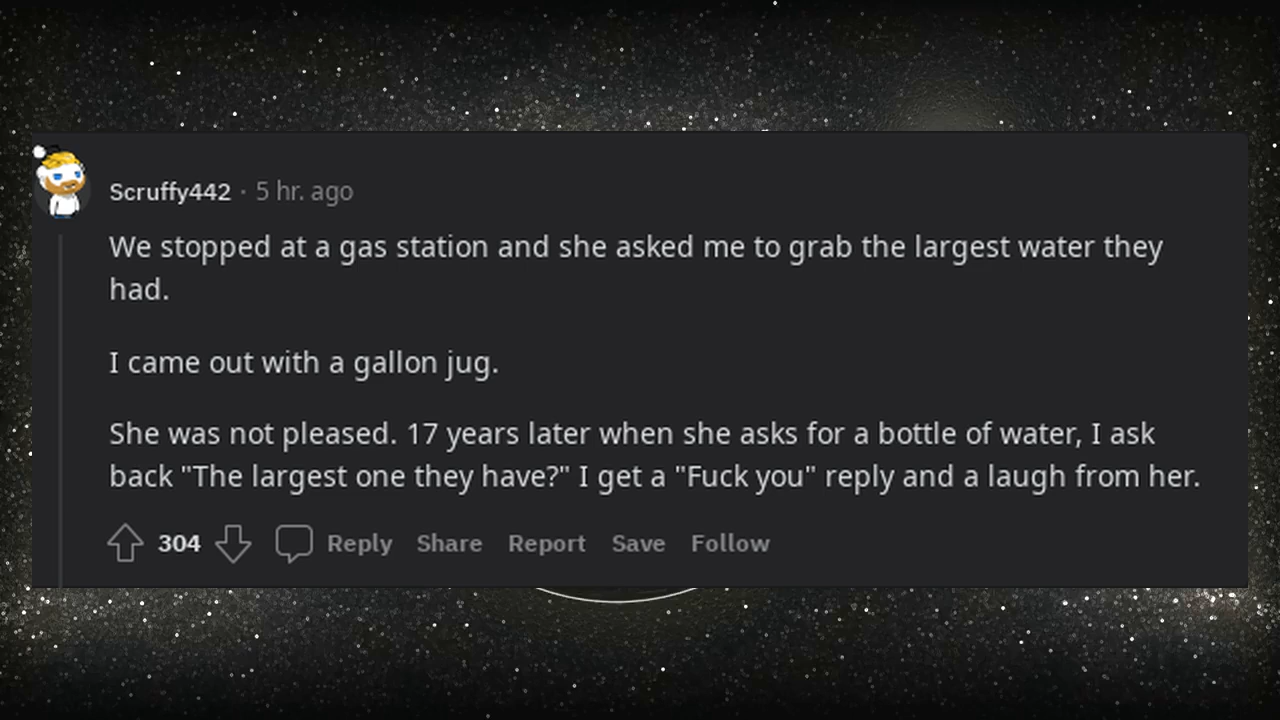 Scruffy442 · 5 hr. ago
We stopped at a gas station and she asked me to grab the largest water they
had.
I came out with a gallon jug.
She was not pleased. 17 years later when she asks for a bottle of water, I ask
back "The largest one they have?" I get a "Fuck you" reply and a laugh from her.
304 Reply Share Report Save Follow